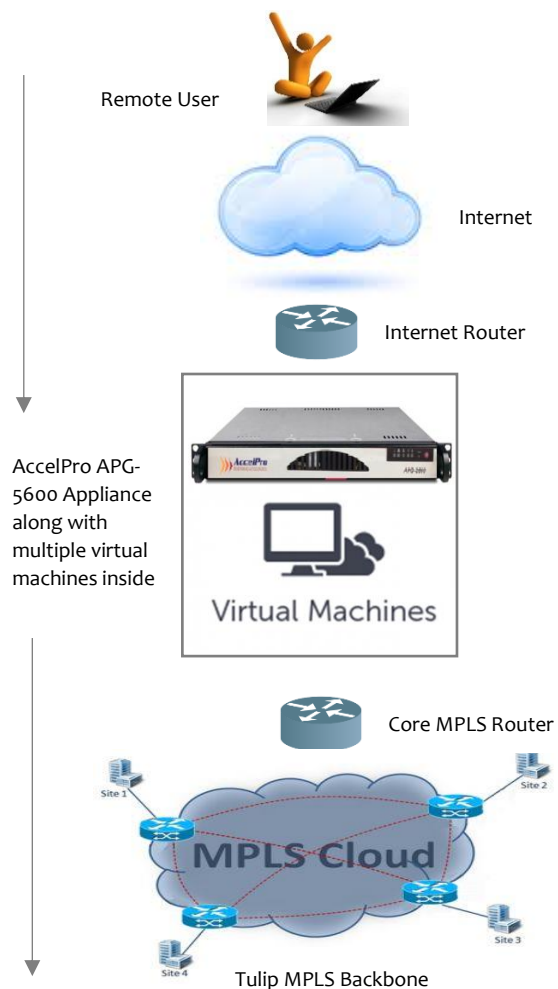 Remote User
Internet
Internet Router
AccelPro
AccelPro APG-
5600 Appliance
along with
multiple virtual
machines inside
Virtual Machines
Core MPLS Router
Site 1
Site 2
MPLS Cloud
Site 3
Site 4
Tulip MPLS Backbone